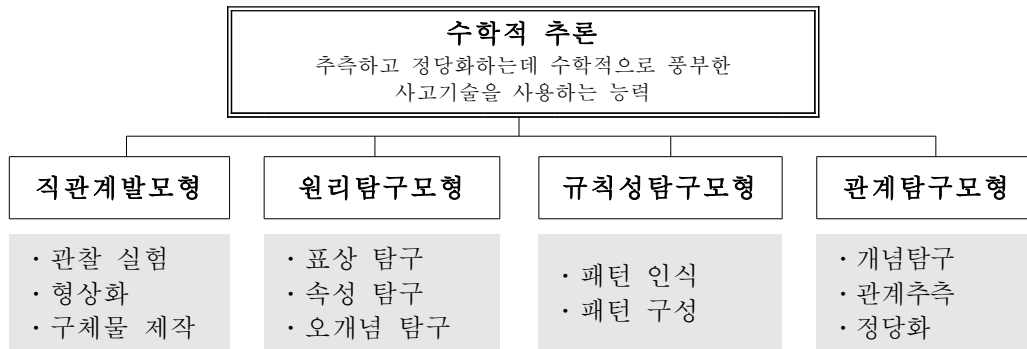 수학적 추론
추측하고 정당화하는데 수학적으로 풍부한
사고기술을 사용하는 능력
직관계발모형
원리탐구모형
규칙성탐구모형
관계탐구모형
· 관찰 실험
· 형상화
· 구체물 제작
· 표상 탐구
· 속성 탐구
· 오개념 탐구
· 패턴 인식
· 패턴 구성
· 개념탐구
· 관계추측
· 정당화